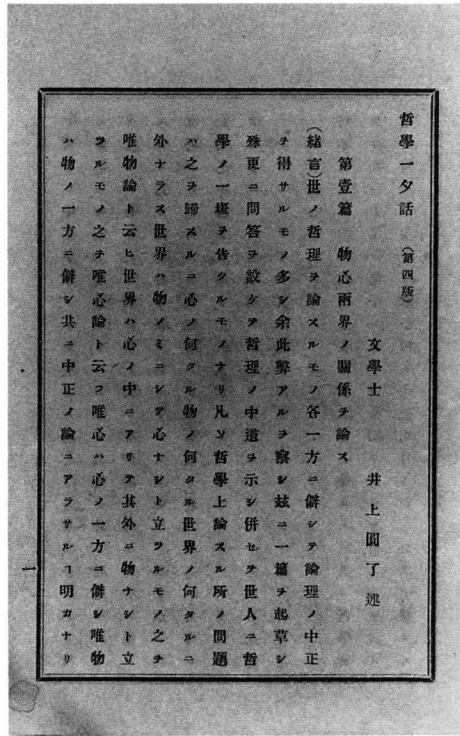 哲學一夕話 （第四版）
文學士 井上圓了述
第壹篇 物心兩界ノ關係ヲ論ス
（緒言）世ノ哲理ヲ論スルモノ各一方ニ僻シテ論理ノ中正
ヲ得サルモノ多シ余此弊アルヲ察シ玆ニ一篇ヲ起草シ
殊更ニ問答ヲ設ケテ哲理ノ中道ヲ示シ併セテ世人ニ哲
學ノ一斑ヲ告クルモノナリ凡ソ哲學上論スル所ノ問題
ハ之ヲ歸スルニ心ノ何タル物ノ何タル世界ノ何タルニ
外ナラス世界ハ物ノミニシテ心ナシト立ツルモノ之ヲ
唯物論ト云ヒ世界ハ心ノ中ニアリテ其外ニ物ナシト立
ツルモノ之ヲ唯心論ト云フ唯心ハ心ノ一方ニ僻シ唯物
ハ物ノ一方ニ僻シ共ニ中正ノ論ニアラサルヿ明カナリ
一